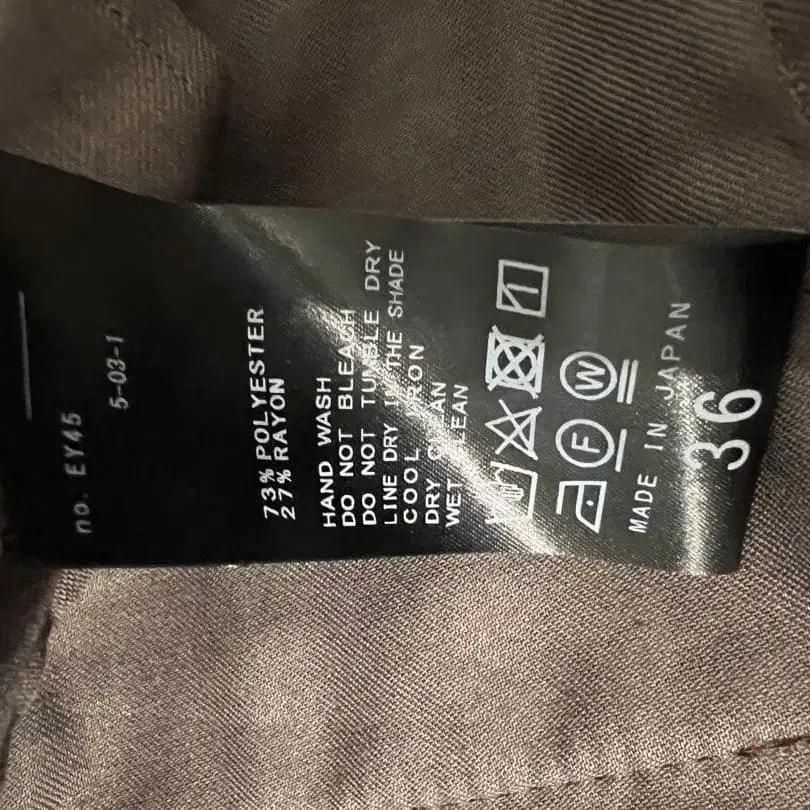 no. EY45
5-03-1
73% POLYESTER
27% RAYON
HAND WASH
DO NOT BLEACH
DO NOT TUMBLE DRY
LINE DRY IN THE SHADE
COOL IRON
DRY CLEAN
WET CLEAN
F W
MADE IN JAPAN
36